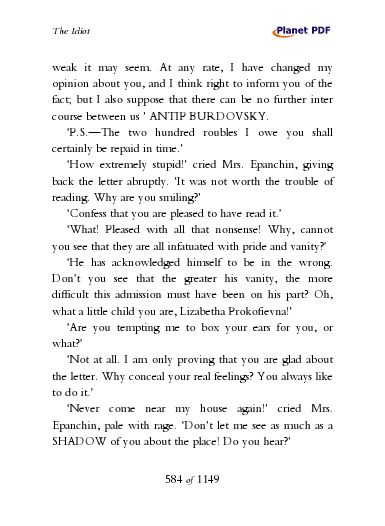 The Idiot
Planet PDF
weak it may seem. At any rate, I have changed my
opinion about you, and I think right to inform you of the
fact; but I also suppose that there can be no further inter
course between us ' ANTIP BURDOVSKY.
'P.S.—The two hundred roubles I owe you shall
certainly be repaid in time.'
'How extremely stupid!' cried Mrs. Epanchin, giving
back the letter abruptly. 'It was not worth the trouble of
reading. Why are you smiling?'
'Confess that you are pleased to have read it.'
'What! Pleased with all that nonsense! Why, cannot
you see that they are all infatuated with pride and vanity?'
'He has acknowledged himself to be in the wrong.
Don't you see that the greater his vanity, the more
difficult this admission must have been on his part? Oh,
what a little child you are, Lizabetha Prokofievna!'
'Are you tempting me to box your ears for you, or
what?'
'Not at all. I am only proving that you are glad about
the letter. Why conceal your real feelings? You always like
to do it.'
'Never come near my house again!' cried Mrs.
Epanchin, pale with rage. 'Don't let me see as much as a
SHADOW of you about the place! Do you hear?'
584 of 1149